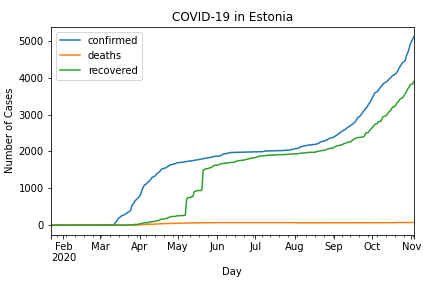 COVID-19 in Estonia
confirmed
deaths
recovered
5000
4000
3000
2000
1000
0
Number of Cases
Feb Mar Apr May Jun Jul Aug Sep Oct Nov
2020
Day